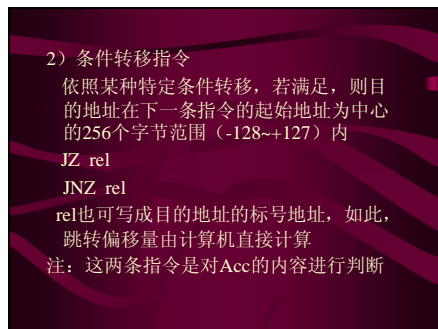 2）条件转移指令
依照某种特定条件转移，若满足，则目
的地址在下一条指令的起始地址为中心
的256个字节范围（-128~+127）内
JZ rel
JNZ rel
rel也可写成目的地址的标号地址，如此，
跳转偏移量由计算机直接计算
注：这两条指令是对Acc的内容进行判断